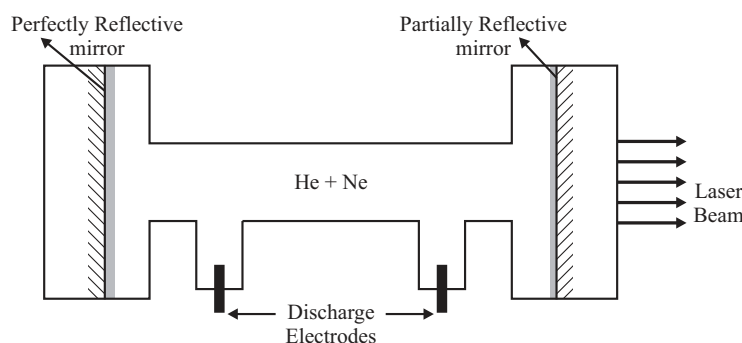 Perfectly Reflective
mirror
Partially Reflective
mirror
He + Ne
Laser
Beam
Discharge
Electrodes